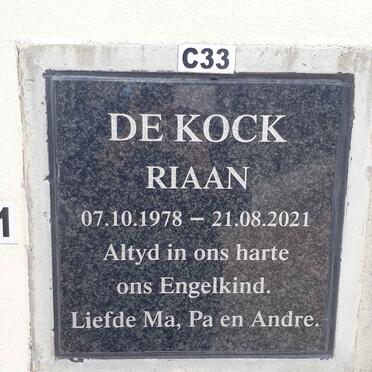 C33
DE KOCK
RIAAN
07.10.1978 – 21.08.2021
Altyd in ons harte
ons Engelkind.
Liefde Ma, Pa en Andre.